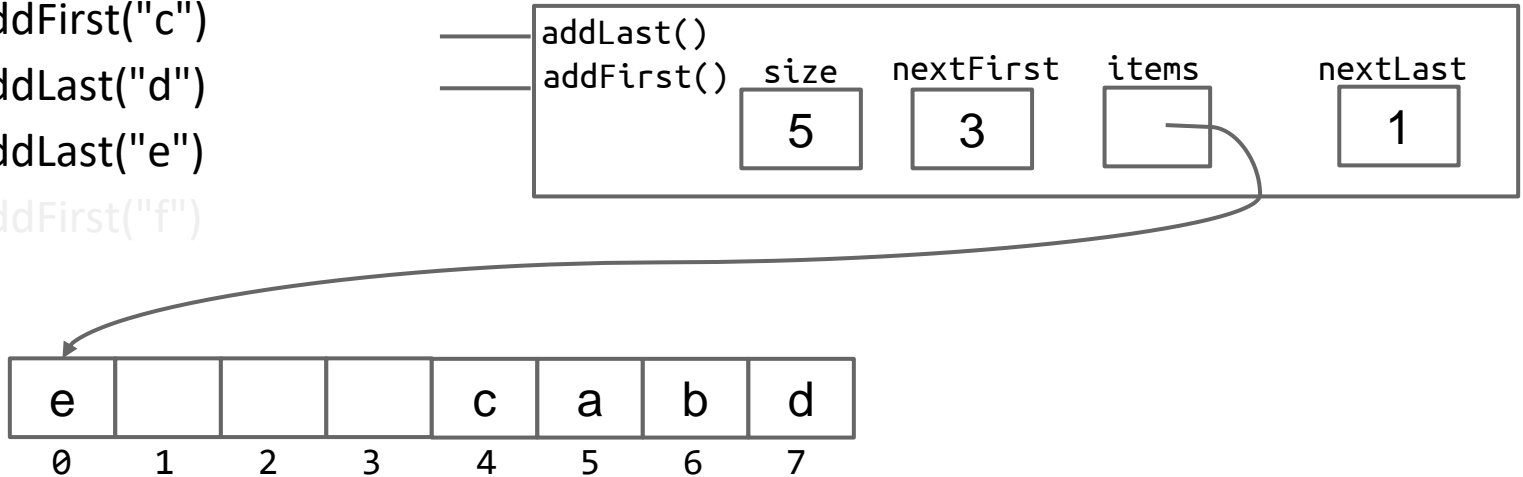 ddFirst("c")
ddLast("d")
ddLast("e")
ddFirst("f")
addLast()
addFirst()
size nextFirst items nextLast
5 3 1
e c a b d
0 1 2 3 4 5 6 7